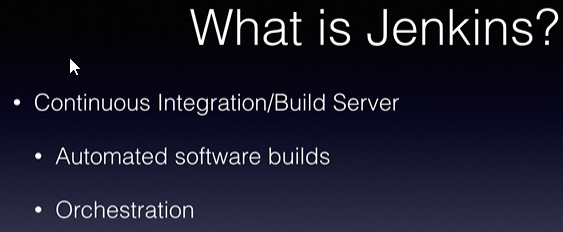 What is Jenkins?
• Continuous Integration/Build Server
• Automated software builds
• Orchestration